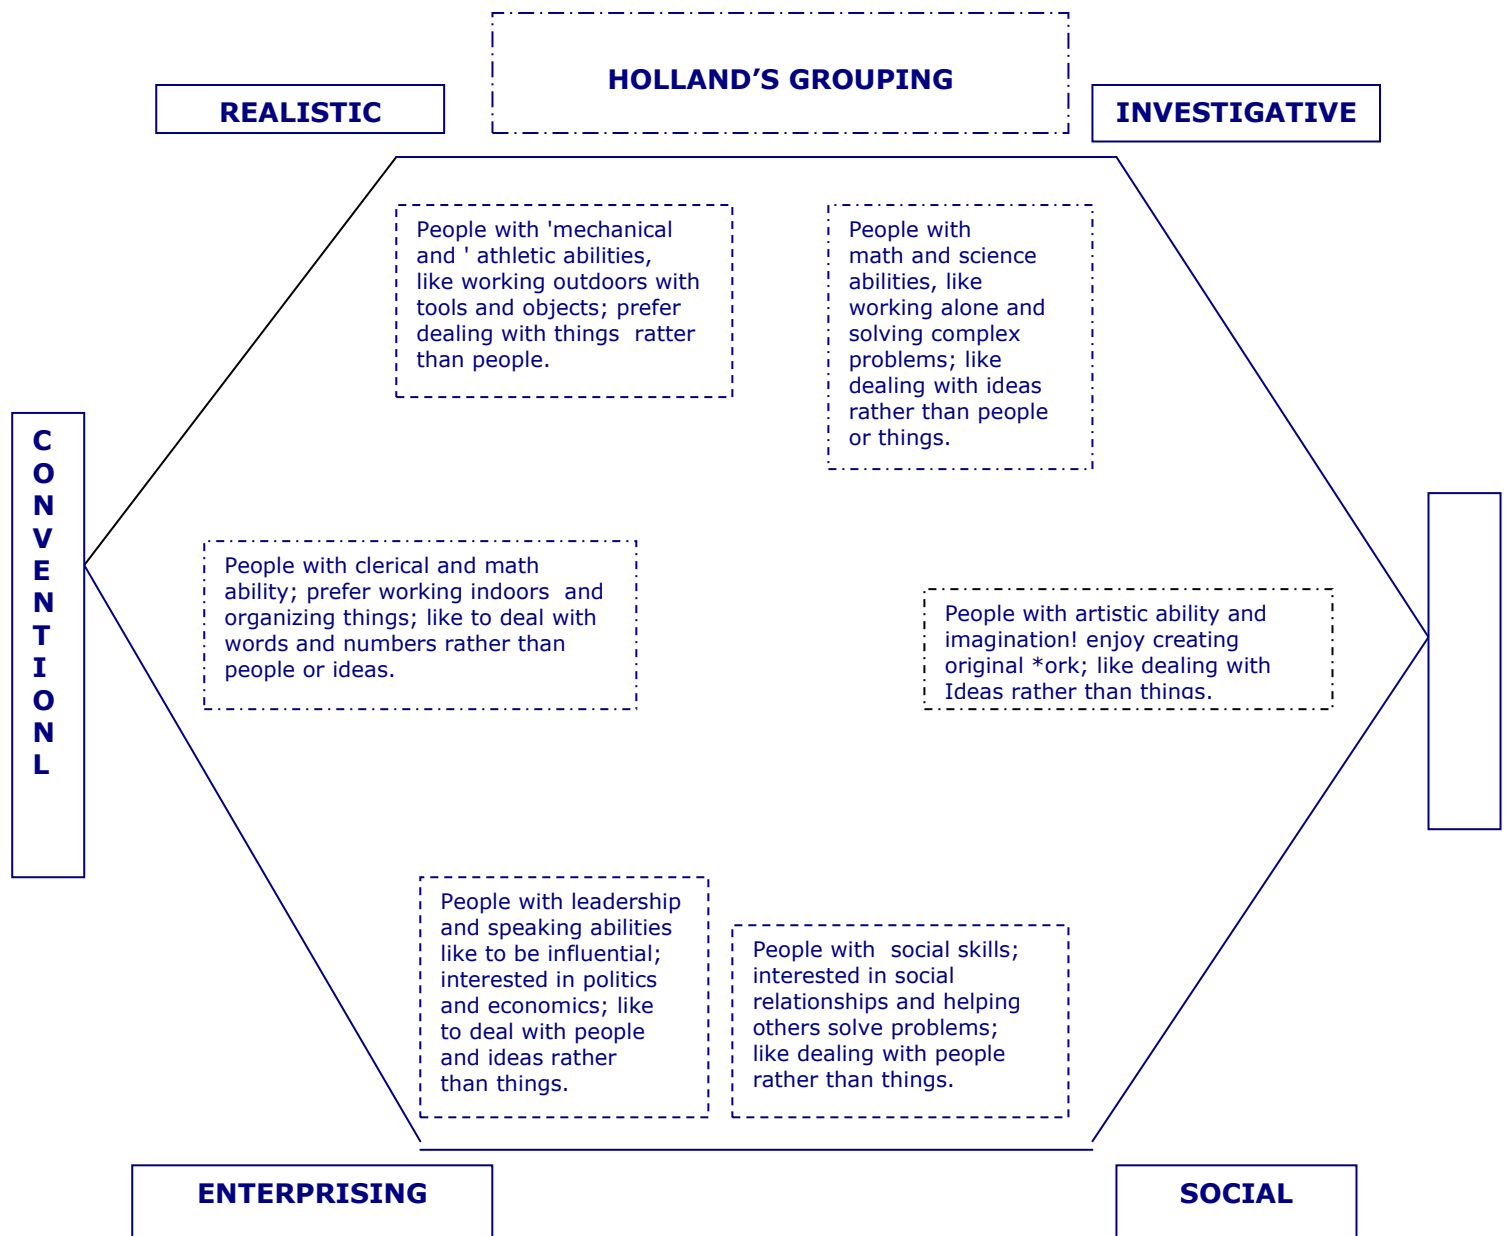 HOLLAND’S GROUPING
REALISTIC
INVESTIGATIVE
People with 'mechanical
and ' athletic abilities,
like working outdoors with
tools and objects; prefer
dealing with things ratter
than people.
People with
math and science
abilities, like
working alone and
solving complex
problems; like
dealing with ideas
rather than people
or things.
C
O
N
V
E
N
T
I
O
N
L
People with clerical and math
ability; prefer working indoors and
organizing things; like to deal with
words and numbers rather than
people or ideas.
People with artistic ability and
imagination! enjoy creating
original *ork; like dealing with
Ideas rather than things.
People with leadership
and speaking abilities
like to be influential;
interested in politics
and economics; like
to deal with people
and ideas rather
than things.
People with social skills;
interested in social
relationships and helping
others solve problems;
like dealing with people
rather than things.
ENTERPRISING
SOCIAL